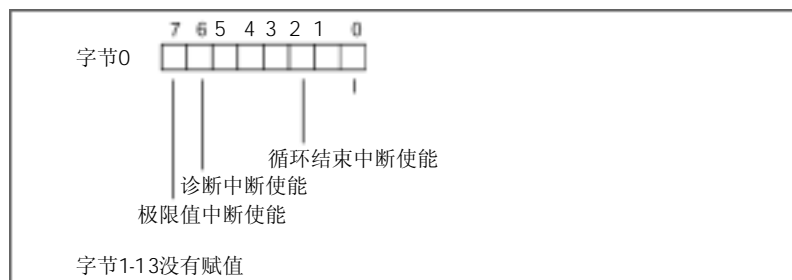 7 6 5 4 3 2 1 0
字节0
循环结束中断使能
诊断中断使能
极限值中断使能
字节1-13没有赋值